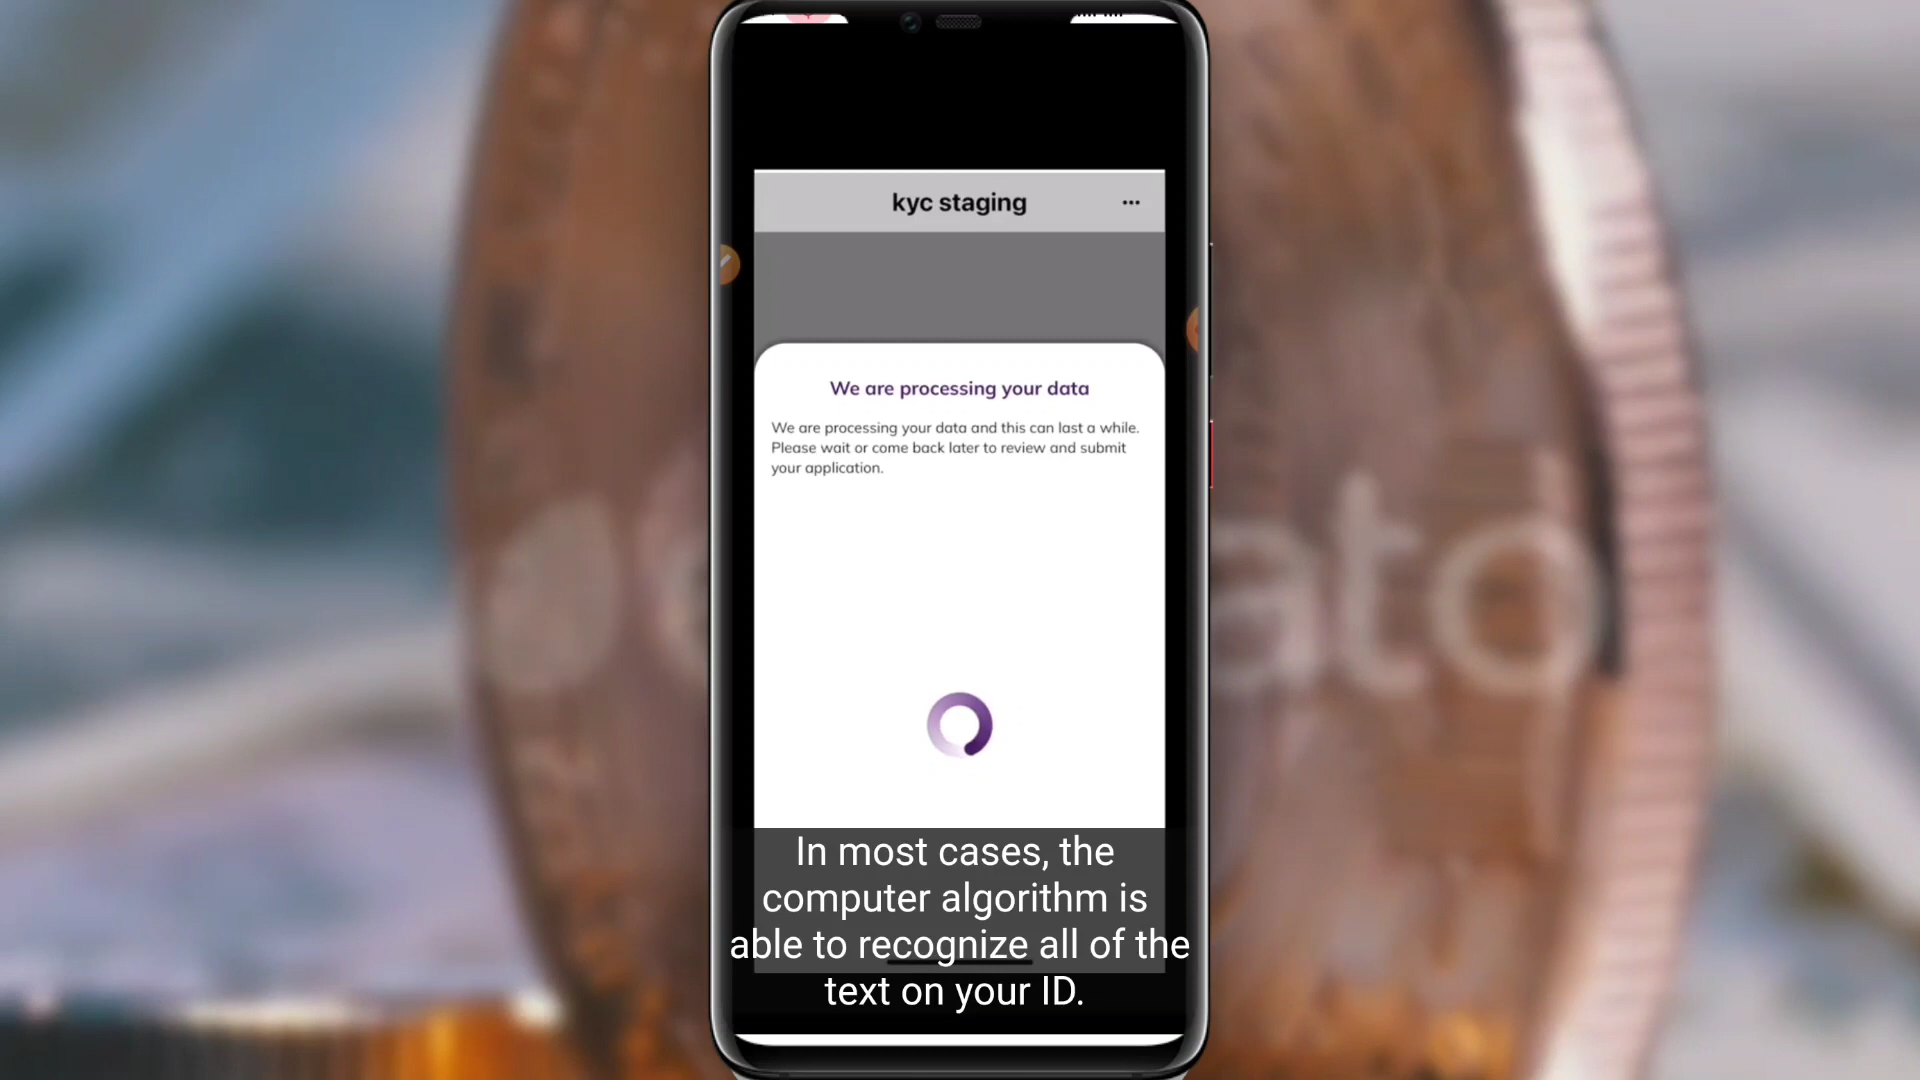 kyc staging
We are processing your data
We are processing your data and this can last a while.
Please wait or come back later to review and submit
your application.
In most cases, the
computer algorithm is
able to recognize all of the
text on your ID.